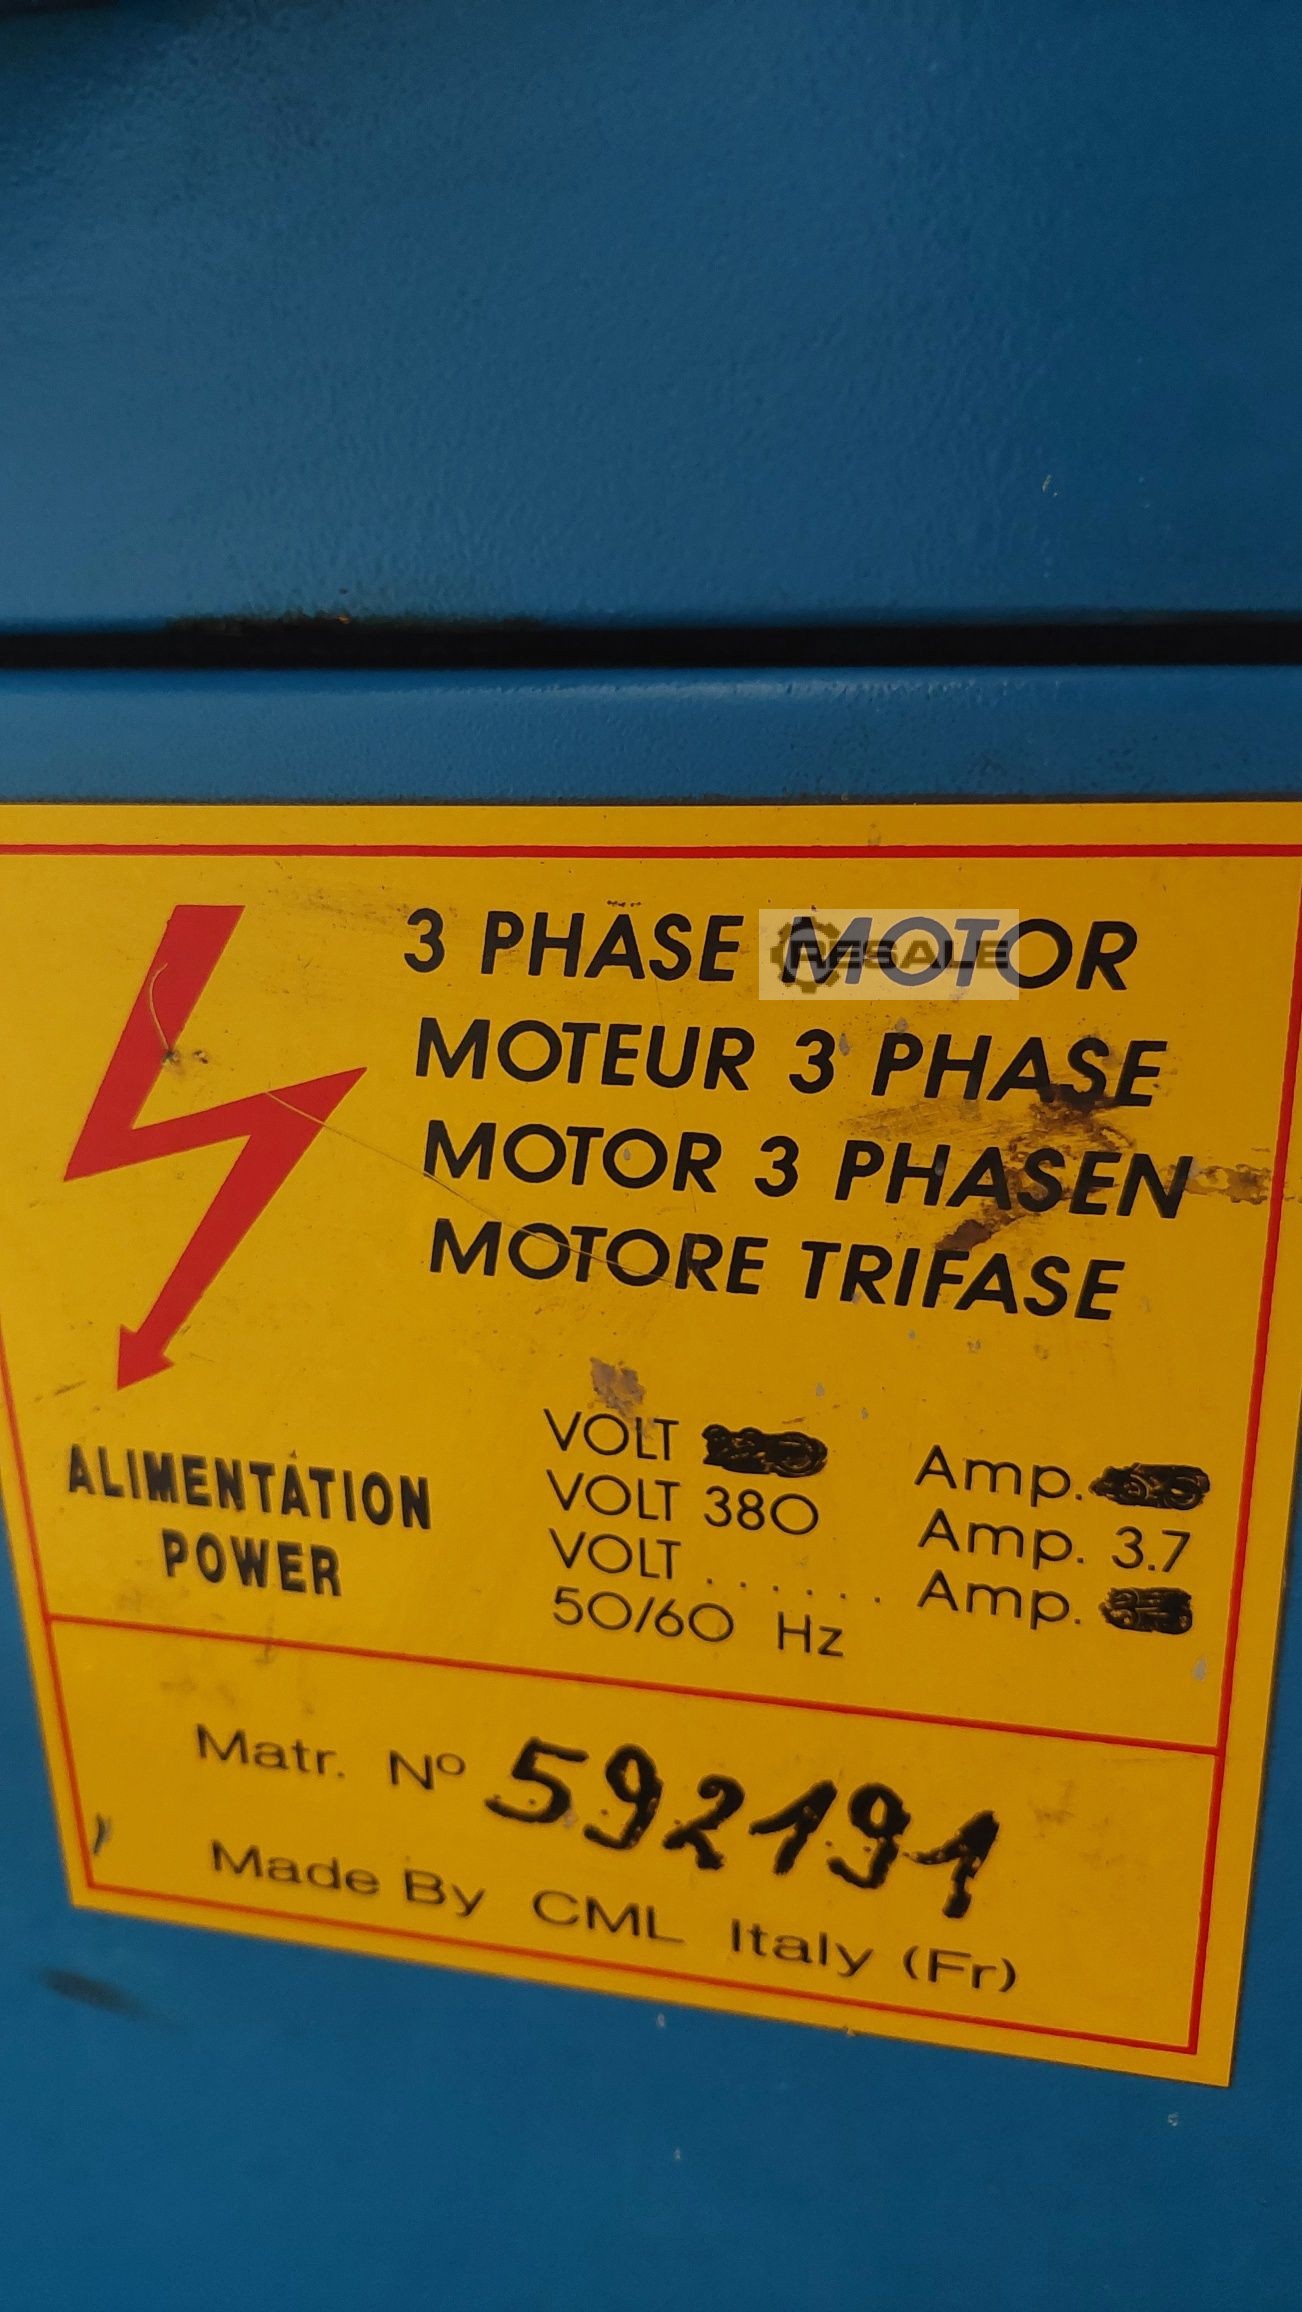 3 PHASE MOTOR
RESALE
MOTEUR 3 PHASE
MOTOR 3 PHASEN
MOTORE TRIFASE
ALIMENTATION
POWER
VOLT Amp.
VOLT 380 Amp. 3.7
VOLT ...... Amp.
50/60 Hz
Matr. Nº 592191
Made By CML Italy (Fr)